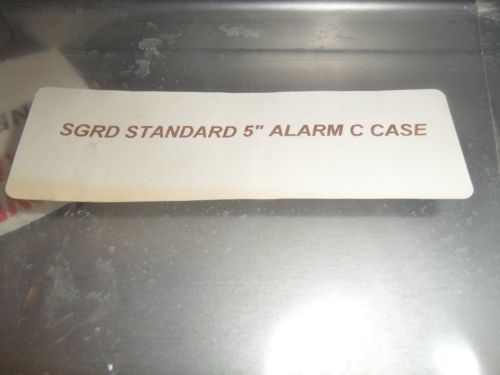 SGRD STANDARD 5" ALARM C CASE